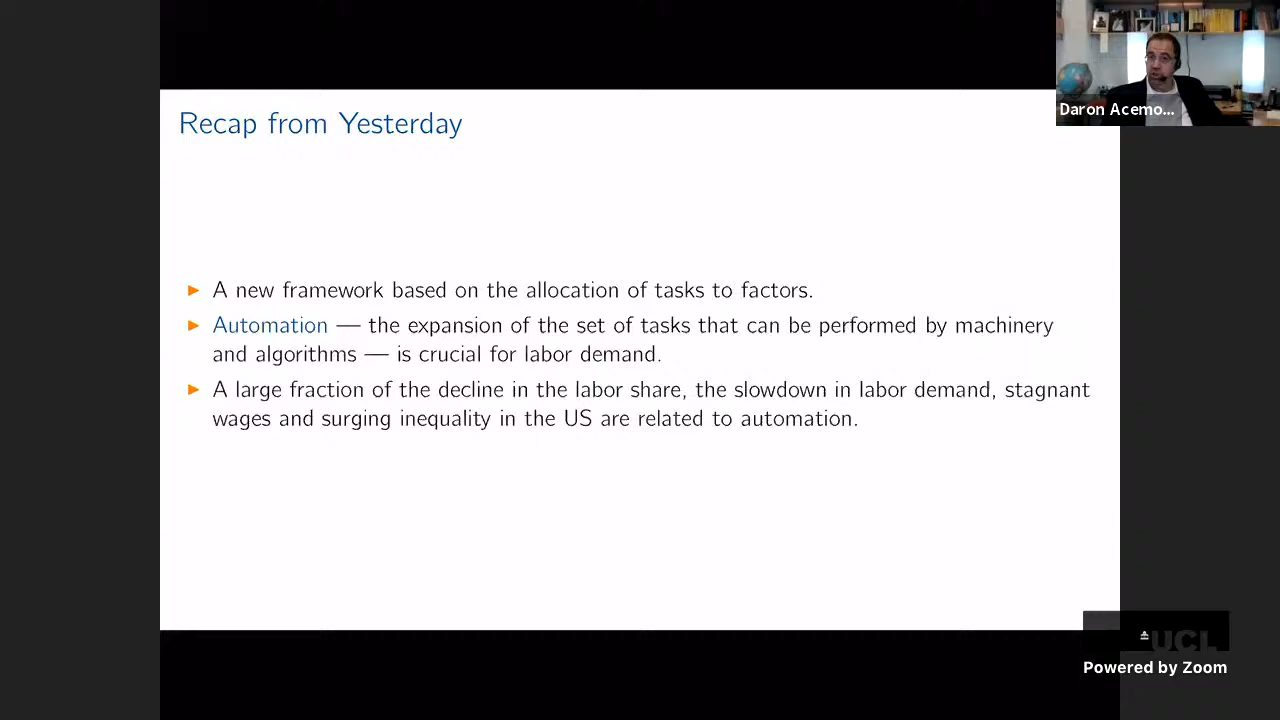 Daron Acemo...
Recap from Yesterday
▶ A new framework based on the allocation of tasks to factors.
▶ Automation — the expansion of the set of tasks that can be performed by machinery
and algorithms — is crucial for labor demand.
▶ A large fraction of the decline in the labor share, the slowdown in labor demand, stagnant
wages and surging inequality in the US are related to automation.
UCL
Powered by Zoom